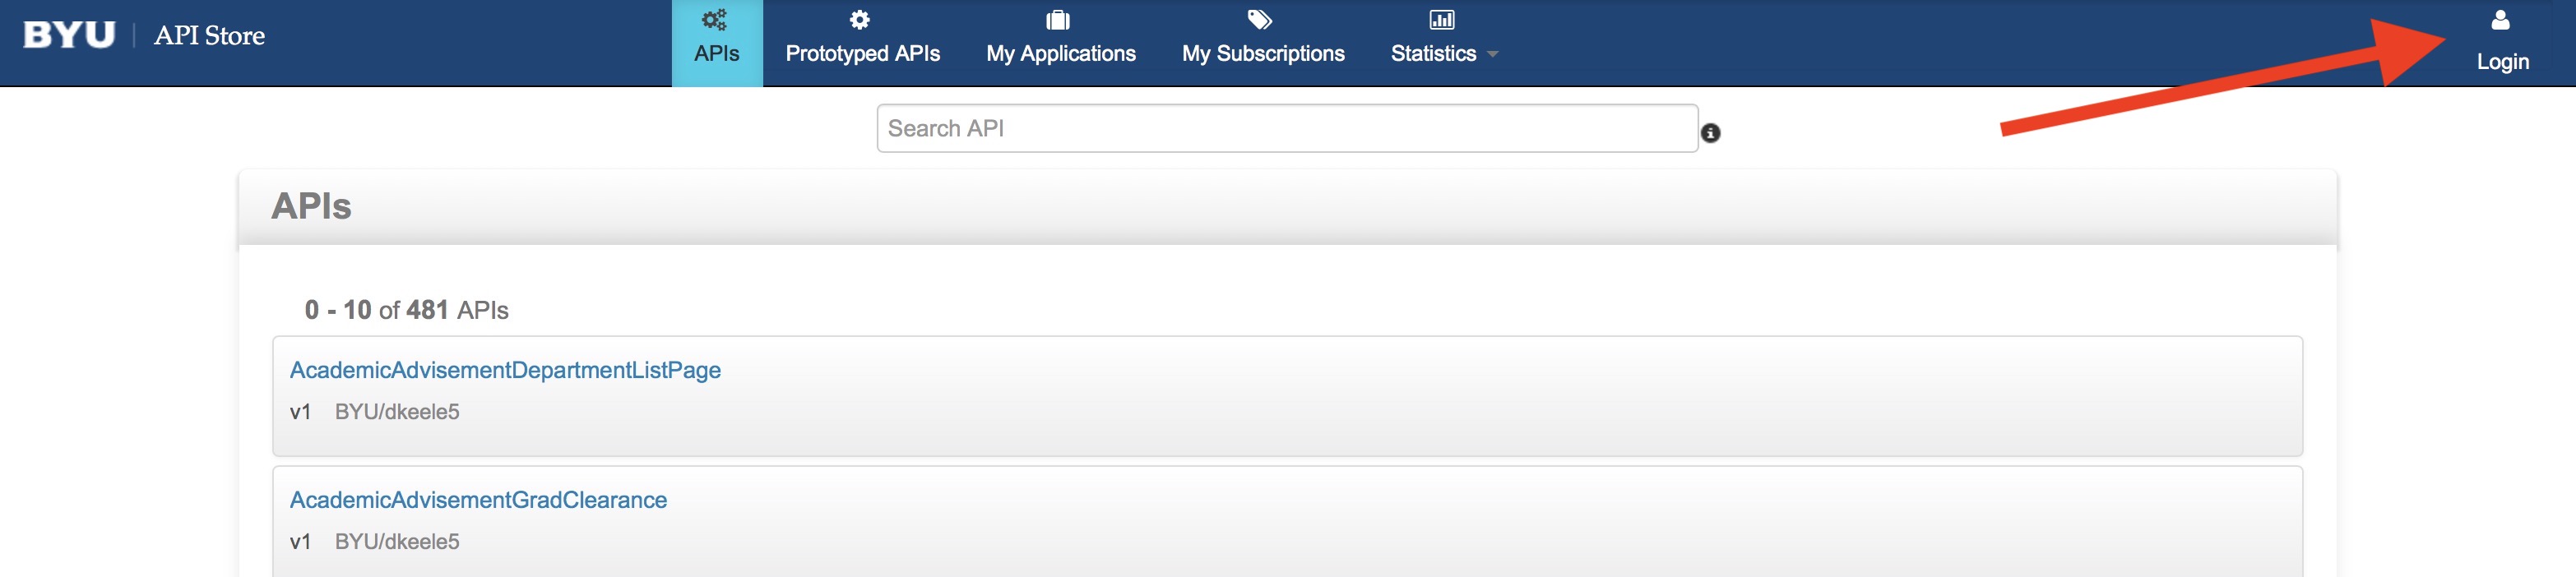 BYU API Store
APIs
Prototyped APIs
My Applications
My Subscriptions
Statistics
Login
Search API
APIs
0 - 10 of 481 APIs
AcademicAdvisementDepartmentListPage
v1 BYU/dkeele5
AcademicAdvisementGradClearance
v1 BYU/dkeele5